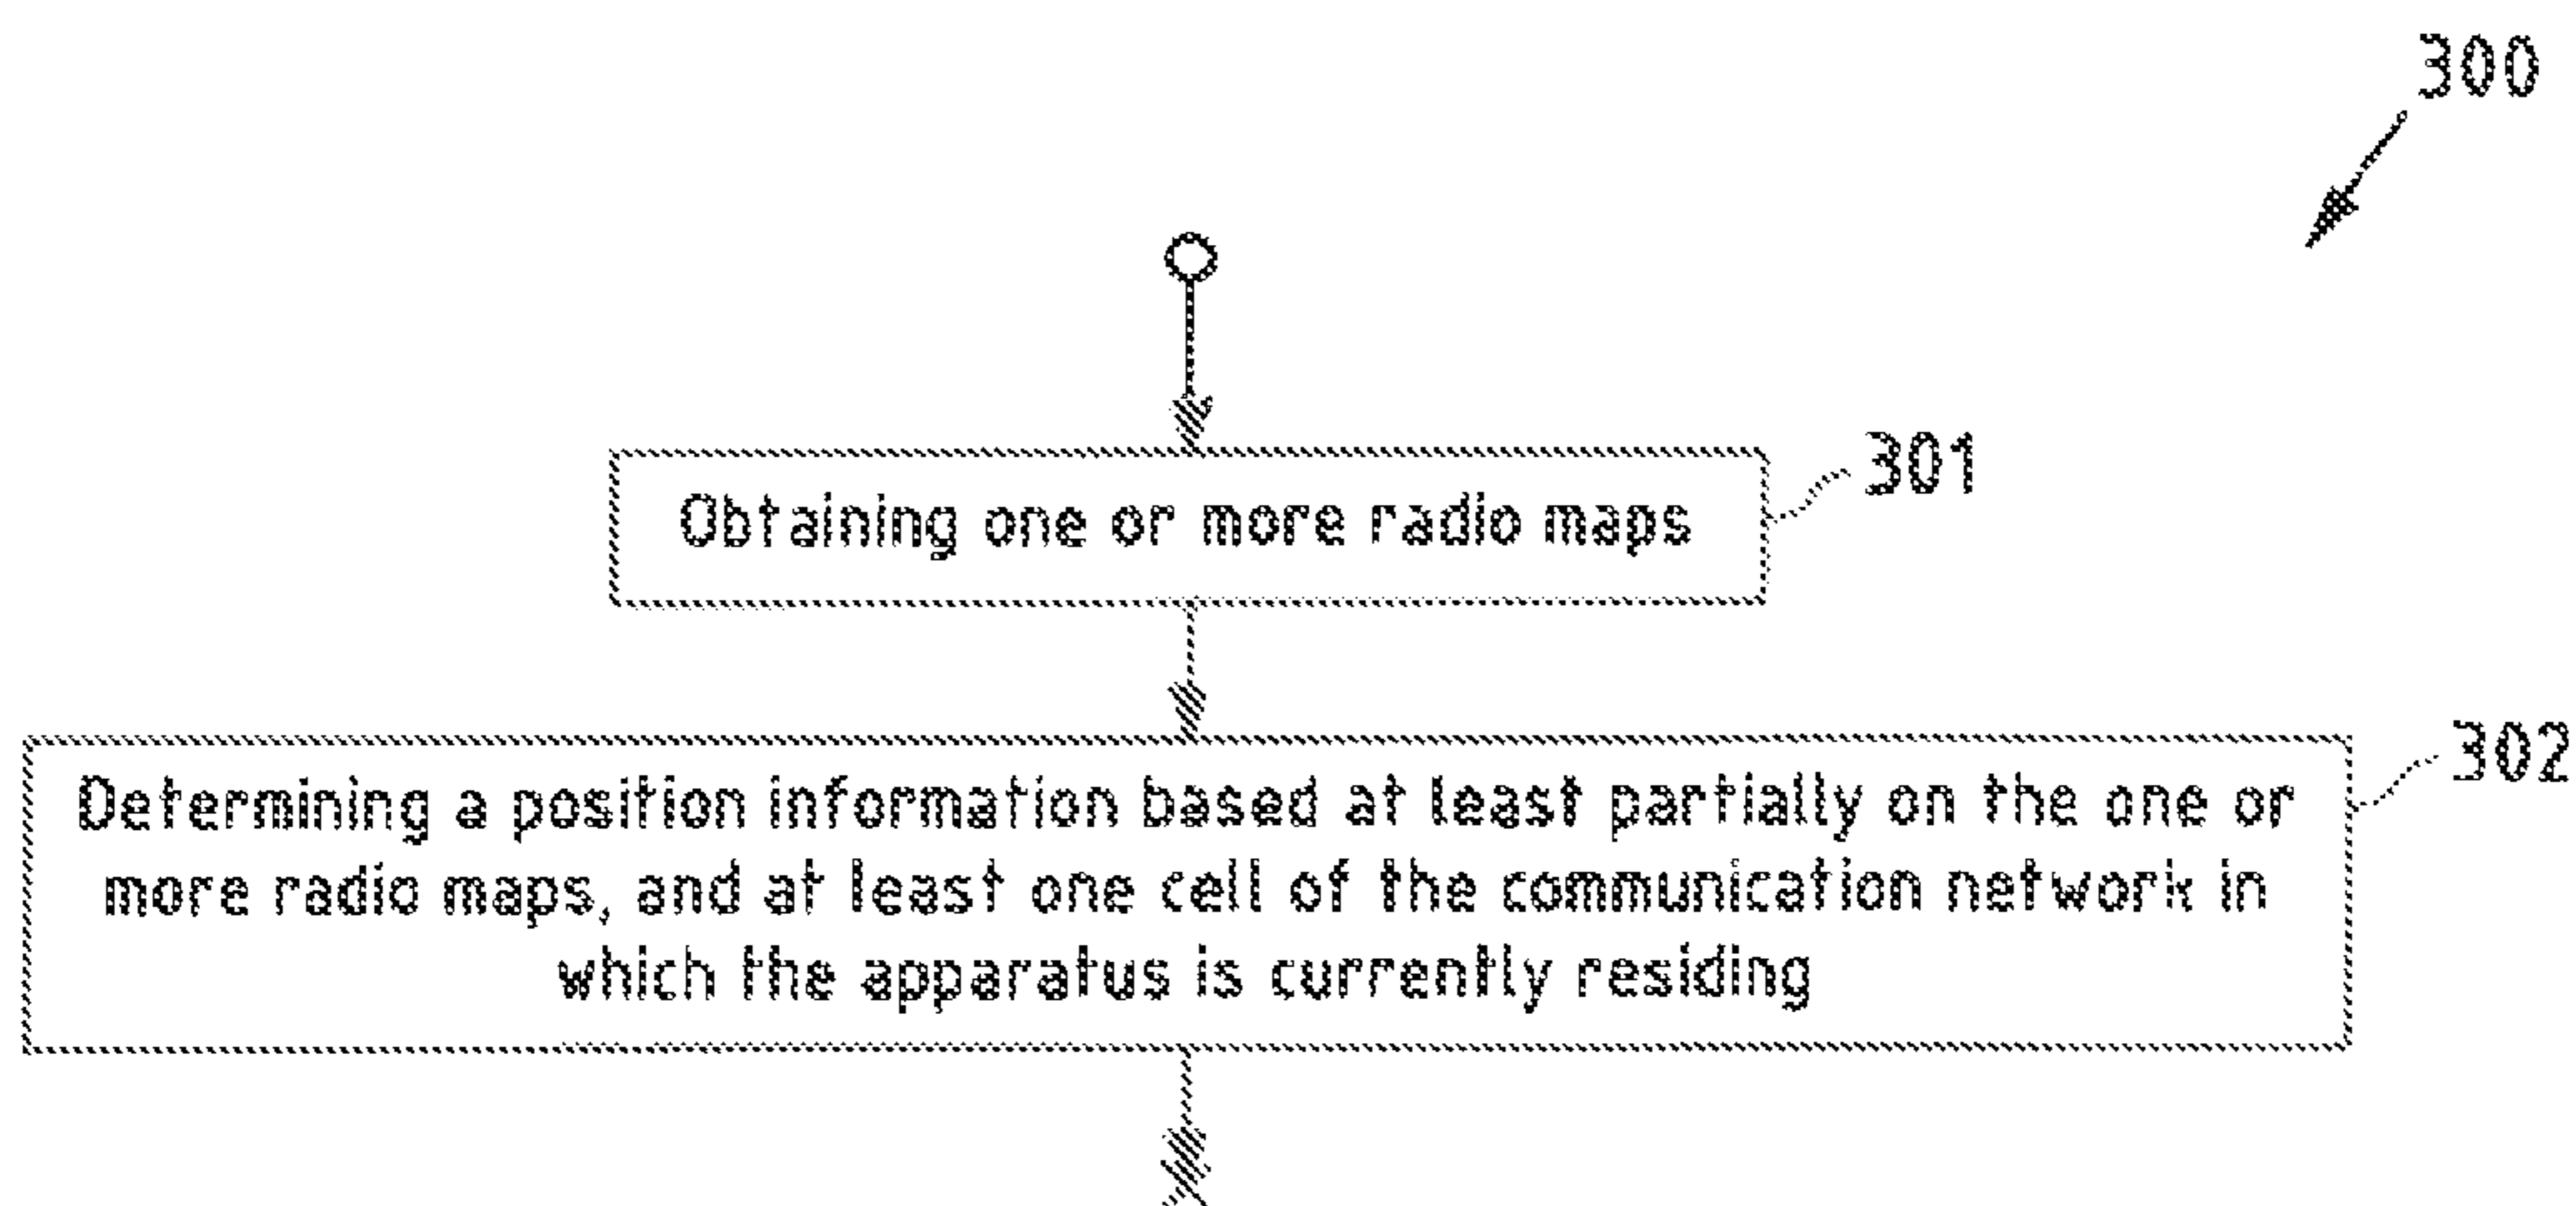 300
301
Obtaining one or more radio maps
302
Determining a position information based at least partially on the one or
more radio maps, and at least one cell of the communication network in
which the apparatus is currently residing